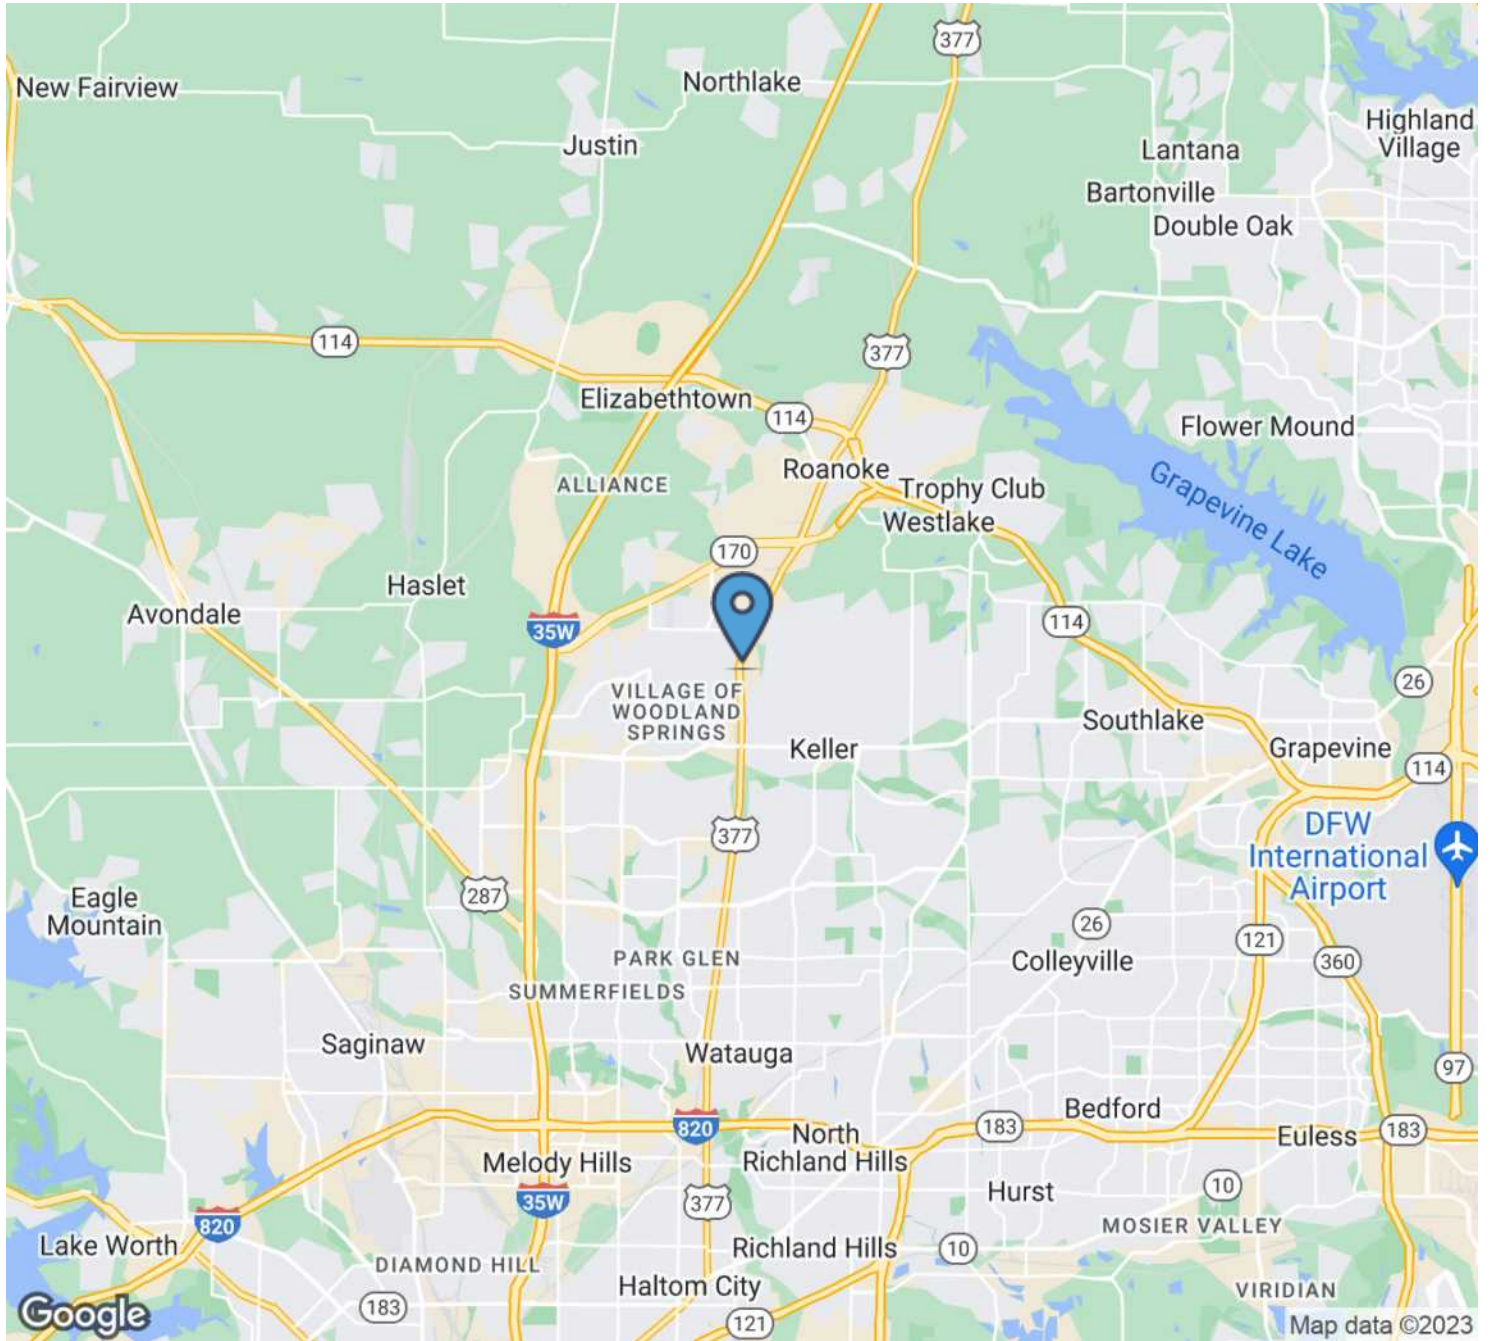 377
New Fairview
Northlake
Highland
Village
Justin
Lantana
Bartonville
Double Oak
114
377
Elizabethtown
114
Flower Mound
Roanoke
ALLIANCE
Trophy Club
Westlake
Grapevine Lake
170
Haslet
Avondale
35W
114
26
VILLAGE OF
WOODLAND
SPRINGS
Southlake
Keller
Grapevine
114
377
DFW
International
Airport
287
Eagle
Mountain
26
121
PARK GLEN
Colleyville
360
SUMMERFIELDS
Saginaw
Watauga
97
Bedford
820
183
North
Richland Hills
Euless
183
Melody Hills
35W
377
Hurst
10
820
MOSIER VALLEY
Lake Worth
Richland Hills
10
DIAMOND HILL
Haltom City
VIRIDIAN
183
121
Google
Map data ©2023